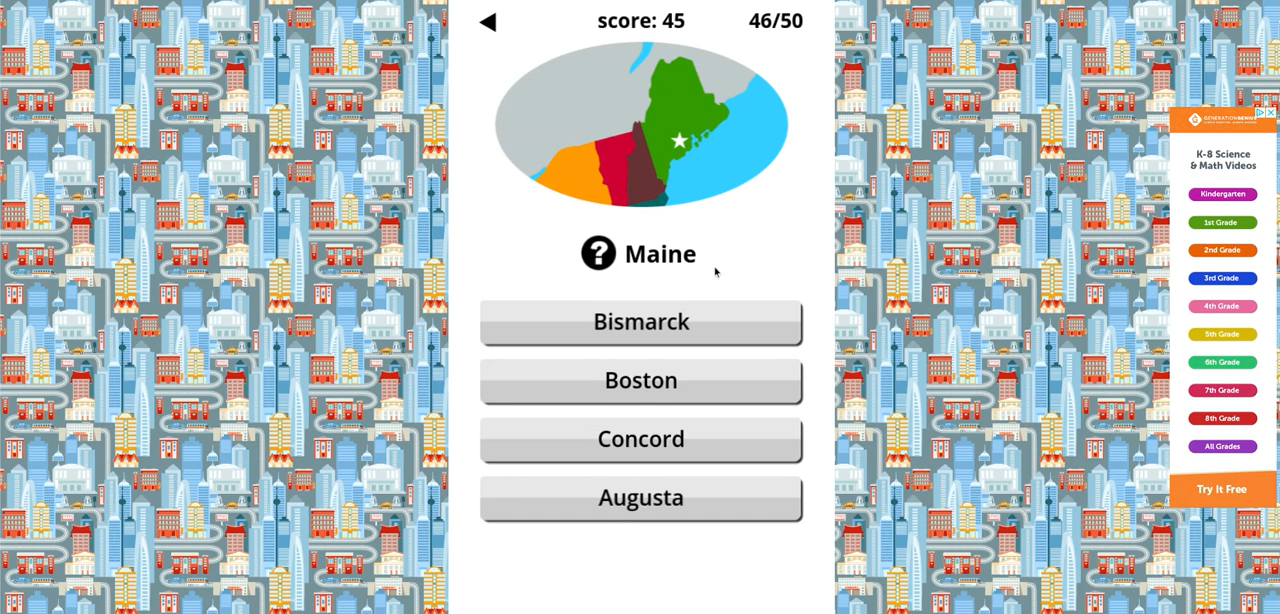 score: 45
46/50
? Maine
Bismarck
Boston
Concord
Augusta
K-8 Science
& Math Videos
Kindergarten
1st Grade
2nd Grade
3rd Grade
4th Grade
5th Grade
6th Grade
7th Grade
8th Grade
All Grades
Try It Free